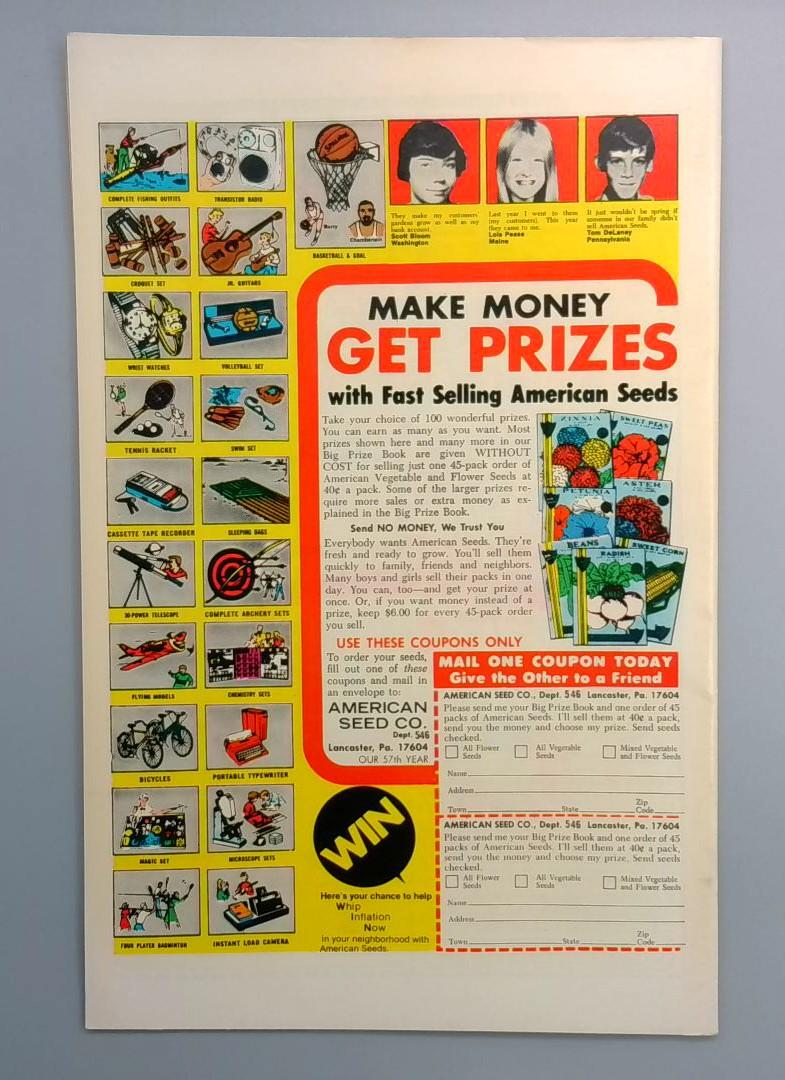 COMPLETE FISHING OUTFITS
TRANSISTOR RADIO
CROQUET SET
JR. GUITARS
WRIST WATCHES
VOLLEYBALL SET
TENNIS RACKET
SWIM SET
CASSETTE TAPE RECORDER
SLEEPING BAGS
30-POWER TELESCOPE
COMPLETE ARCHERY SETS
FLYING MODELS
CHEMISTRY SETS
BICYCLES
PORTABLE TYPEWRITER
MAGIC SET
MICROSCOPE SETS
FOUR PLAYER BADMINTON
INSTANT LOAD CAMERA
SPALDING
Barry
Chamberlain
BASKETBALL & GOAL
They make my customers'
gardens grow as well as my
bank account.
Scott Bloom
Washington
Last year I went to them
(my customers). This year
they came to me.
Lois Pease
Maine
It just wouldn't be spring if
someone in our family didn't
sell American Seeds.
Tom DeLaney
Pennsylvania
MAKE MONEY
GET PRIZES
with Fast Selling American Seeds
Take your choice of 100 wonderful prizes.
You can earn as many as you want. Most
prizes shown here and many more in our
Big Prize Book are given WITHOUT
COST for selling just one 45-pack order of
American Vegetable and Flower Seeds at
40¢ a pack. Some of the larger prizes re-
quire more sales or extra money as ex-
plained in the Big Prize Book.
Send NO MONEY, We Trust You
Everybody wants American Seeds. They're
fresh and ready to grow. You'll sell them
quickly to family, friends and neighbors.
Many boys and girls sell their packs in one
day. You can, too—and get your prize at
once. Or, if you want money instead of a
prize, keep $6.00 for every 45-pack order
you sell.
ZINNIA
SWEET PEAS
PETUNIA
ASTER
BEANS
RADISH
SWEET CORN
USE THESE COUPONS ONLY
To order your seeds,
fill out one of these
coupons and mail in
an envelope to:
AMERICAN
SEED CO.
Dept. 546
Lancaster, Pa. 17604
OUR 57th YEAR
WIN
Here's your chance to help
Whip
Inflation
Now
in your neighborhood with
American Seeds.
MAIL ONE COUPON TODAY
Give the Other to a Friend
AMERICAN SEED CO., Dept. 546 Lancaster, Pa. 17604
Please send me your Big Prize Book and one order of 45
packs of American Seeds. I'll sell them at 40¢ a pack,
send you the money and choose my prize. Send seeds
checked.
All Flower Seeds
All Vegetable Seeds
Mixed Vegetable and Flower Seeds
Name
Address
Town State Zip Code
AMERICAN SEED CO., Dept. 546 Lancaster, Pa. 17604
Please send me your Big Prize Book and one order of 45
packs of American Seeds. I'll sell them at 40¢ a pack,
send you the money and choose my prize. Send seeds
checked.
All Flower Seeds
All Vegetable Seeds
Mixed Vegetable and Flower Seeds
Name
Address
Town State Zip Code